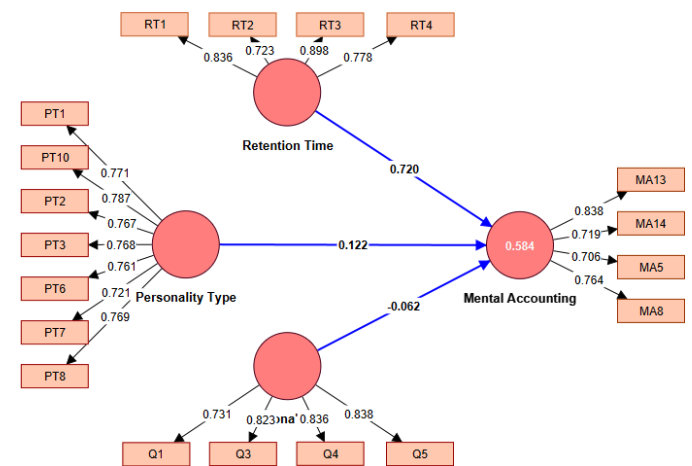 RT1
RT2
RT3
RT4
0.836
0.723
0.898
0.778
Retention Time
PT1
PT10
PT2
PT3
PT6
PT7
PT8
0.771
0.787
0.767
0.768
0.761
0.721
0.769
Personality Type
0.720
0.122
-0.062
0.584
Mental Accounting
MA13
MA14
MA5
MA8
0.838
0.719
0.706
0.764
0.731
0.823
0.836
0.838
Q1
Q3
Q4
Q5